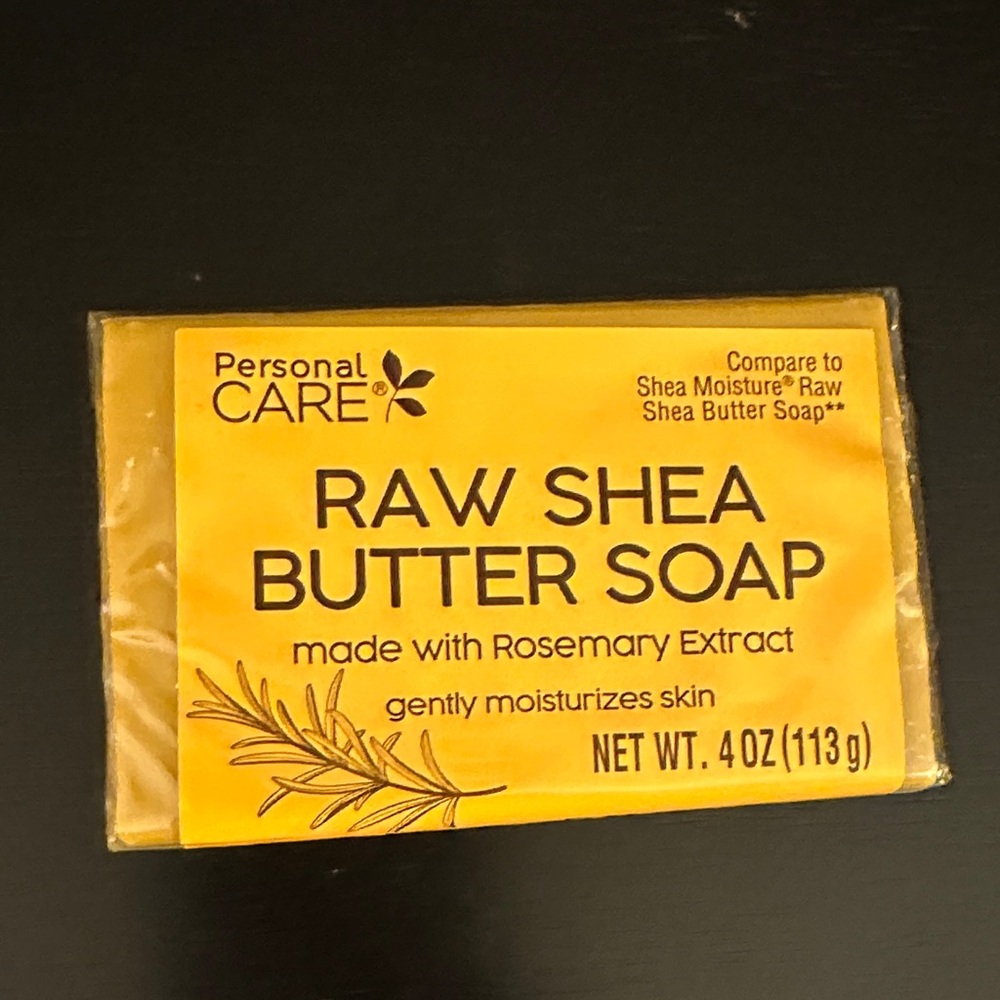 Personal
CARE®
Compare to
Shea Moisture® Raw
Shea Butter Soap**
RAW SHEA
BUTTER SOAP
made with Rosemary Extract
gently moisturizes skin
NET WT. 4 OZ (113 g)